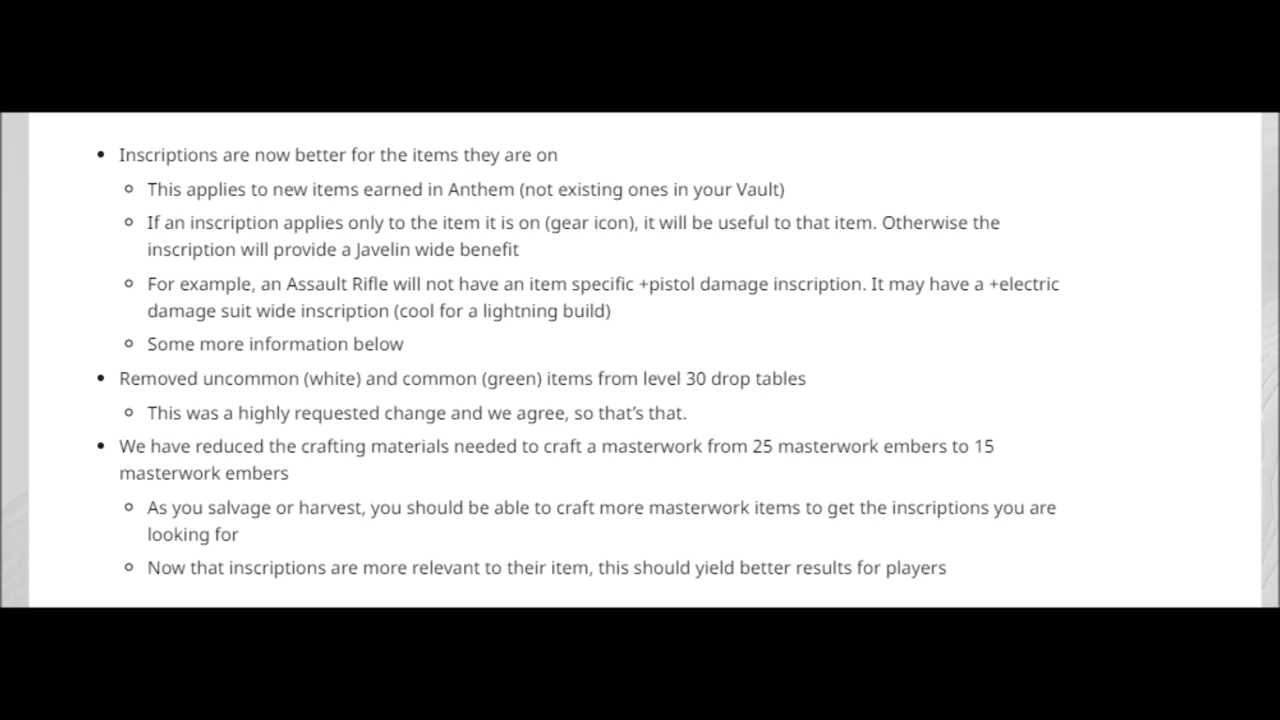 Inscriptions are now better for the items they are on
This applies to new items earned in Anthem (not existing ones in your Vault)
If an inscription applies only to the item it is on (gear icon), it will be useful to that item. Otherwise the
inscription will provide a Javelin wide benefit
For example, an Assault Rifle will not have an item specific +pistol damage inscription. It may have a +electric
damage suit wide inscription (cool for a lightning build)
Some more information below
Removed uncommon (white) and common (green) items from level 30 drop tables
This was a highly requested change and we agree, so that’s that.
We have reduced the crafting materials needed to craft a masterwork from 25 masterwork embers to 15
masterwork embers
As you salvage or harvest, you should be able to craft more masterwork items to get the inscriptions you are
looking for
Now that inscriptions are more relevant to their item, this should yield better results for players